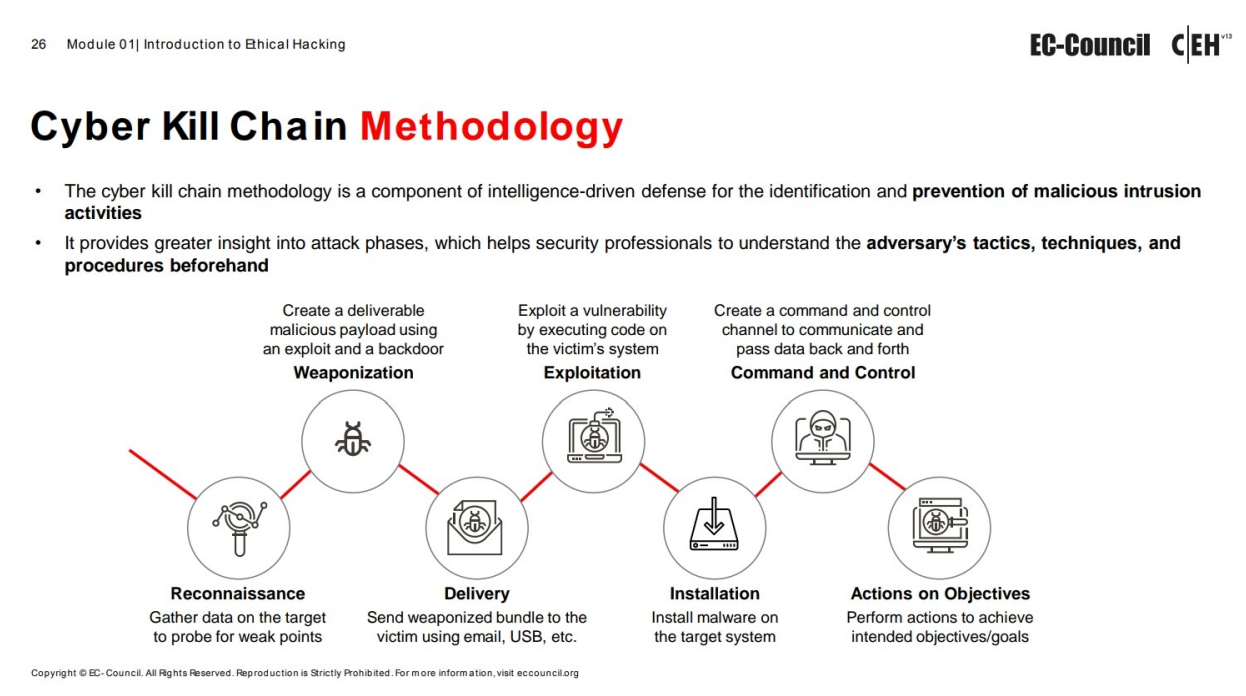 26 Module 01| Introduction to Ethical Hacking
EC-Council C|EH v13
Cyber Kill Chain Methodology
• The cyber kill chain methodology is a component of intelligence-driven defense for the identification and prevention of malicious intrusion
activities
• It provides greater insight into attack phases, which helps security professionals to understand the adversary's tactics, techniques, and
procedures beforehand
Create a deliverable
malicious payload using
an exploit and a backdoor
Weaponization
Exploit a vulnerability
by executing code on
the victim's system
Exploitation
Create a command and control
channel to communicate and
pass data back and forth
Command and Control
Reconnaissance
Gather data on the target
to probe for weak points
Delivery
Send weaponized bundle to the
victim using email, USB, etc.
Installation
Install malware on
the target system
Actions on Objectives
Perform actions to achieve
intended objectives/goals
Copyright © EC-Council. All Rights Reserved. Reproduction is Strictly Prohibited. For more information, visit eccouncil.org